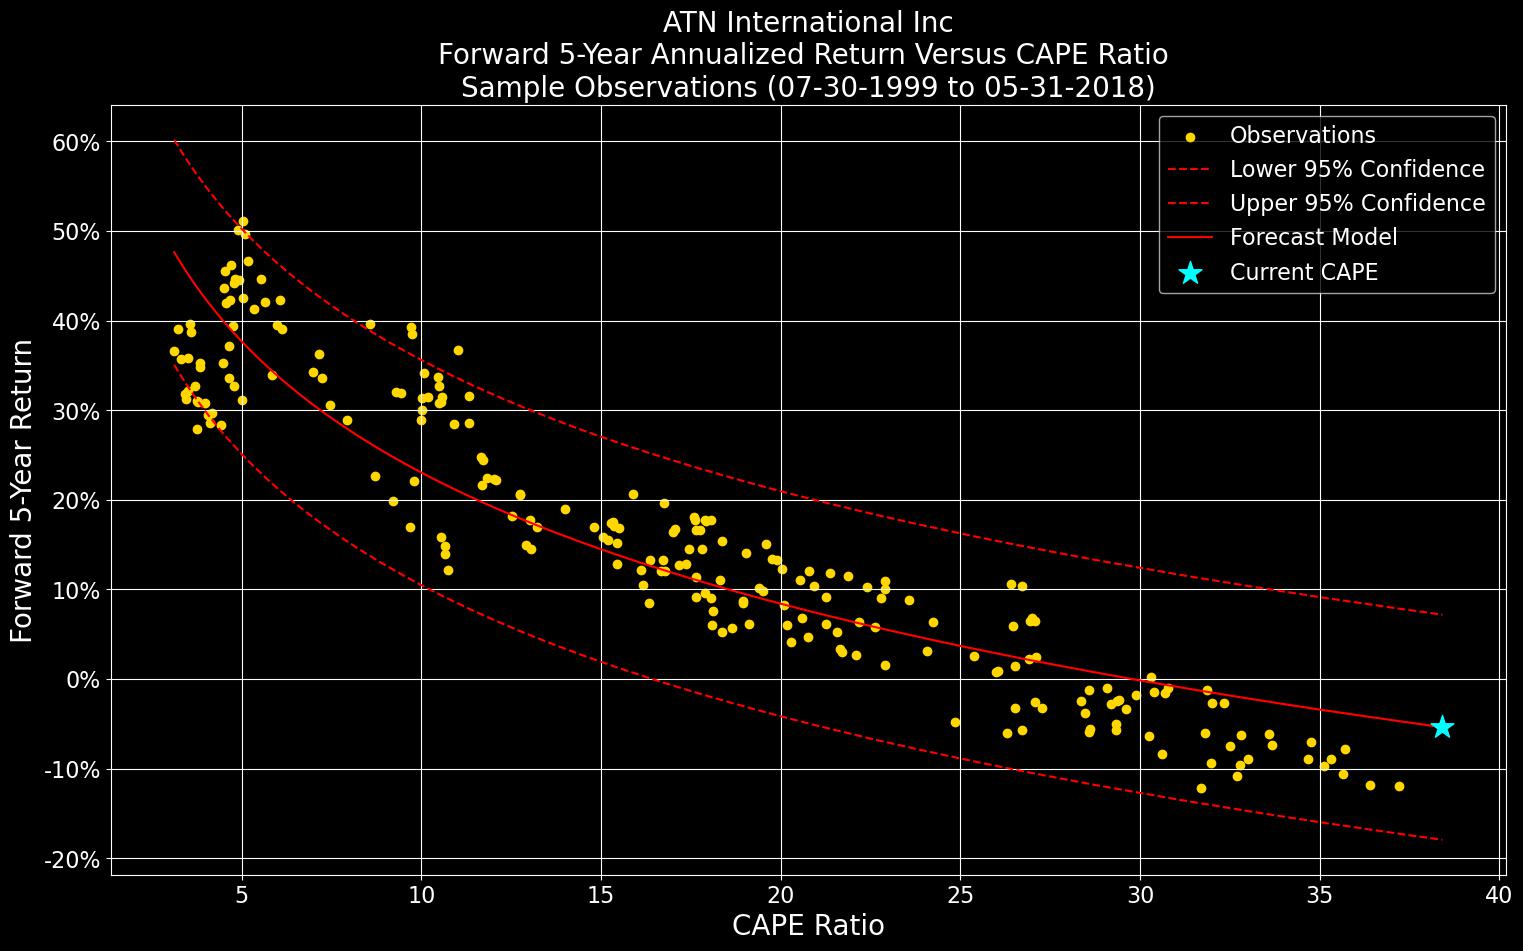 ATN International Inc
Forward 5-Year Annualized Return Versus CAPE Ratio
Sample Observations (07-30-1999 to 05-31-2018)
Observations
Lower 95% Confidence
Upper 95% Confidence
Forecast Model
Current CAPE
Forward 5-Year Return
60%
50%
40%
30%
20%
10%
0%
-10%
-20%
5
10
15
20
25
30
35
40
CAPE Ratio